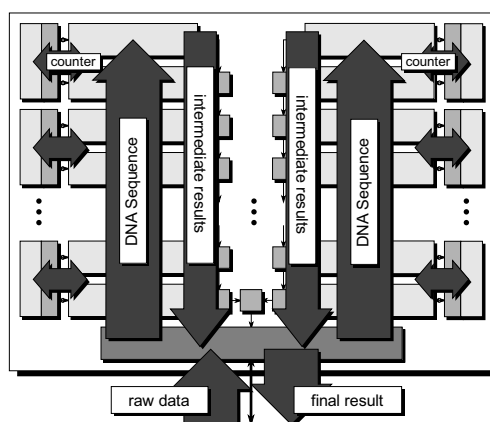 counter
counter
DNA Sequence
intermediate results
intermediate results
DNA Sequence
raw data
final result